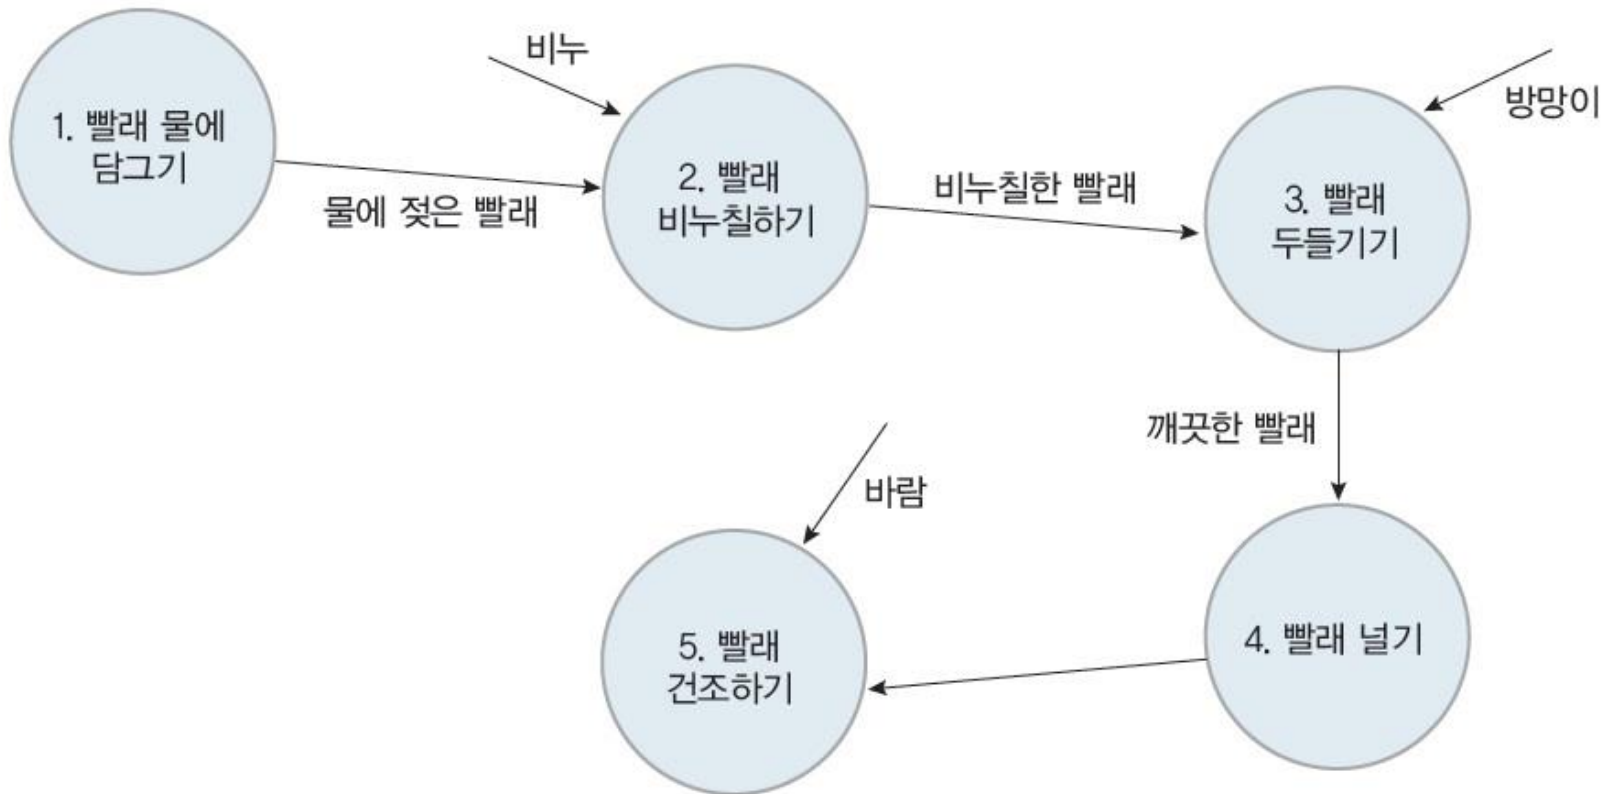 비누
방망이
1. 빨래 물에
담그기
물에 젖은 빨래
2. 빨래
비누칠하기
비누칠한 빨래
3. 빨래
두들기기
깨끗한 빨래
바람
4. 빨래 널기
5. 빨래
건조하기